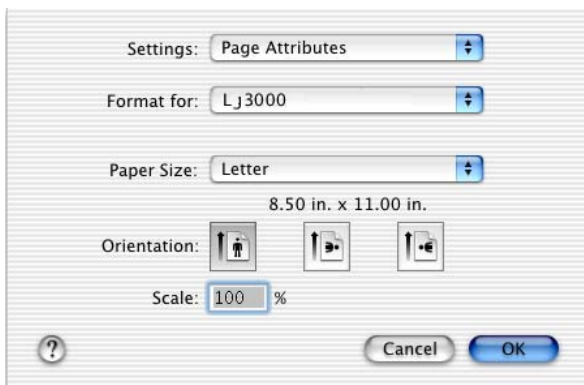 Settings: Page Attributes
Format for: Lj3000
Paper Size: Letter
8.50 in. x 11.00 in.
Orientation:
Scale: 100 %
? Cancel OK